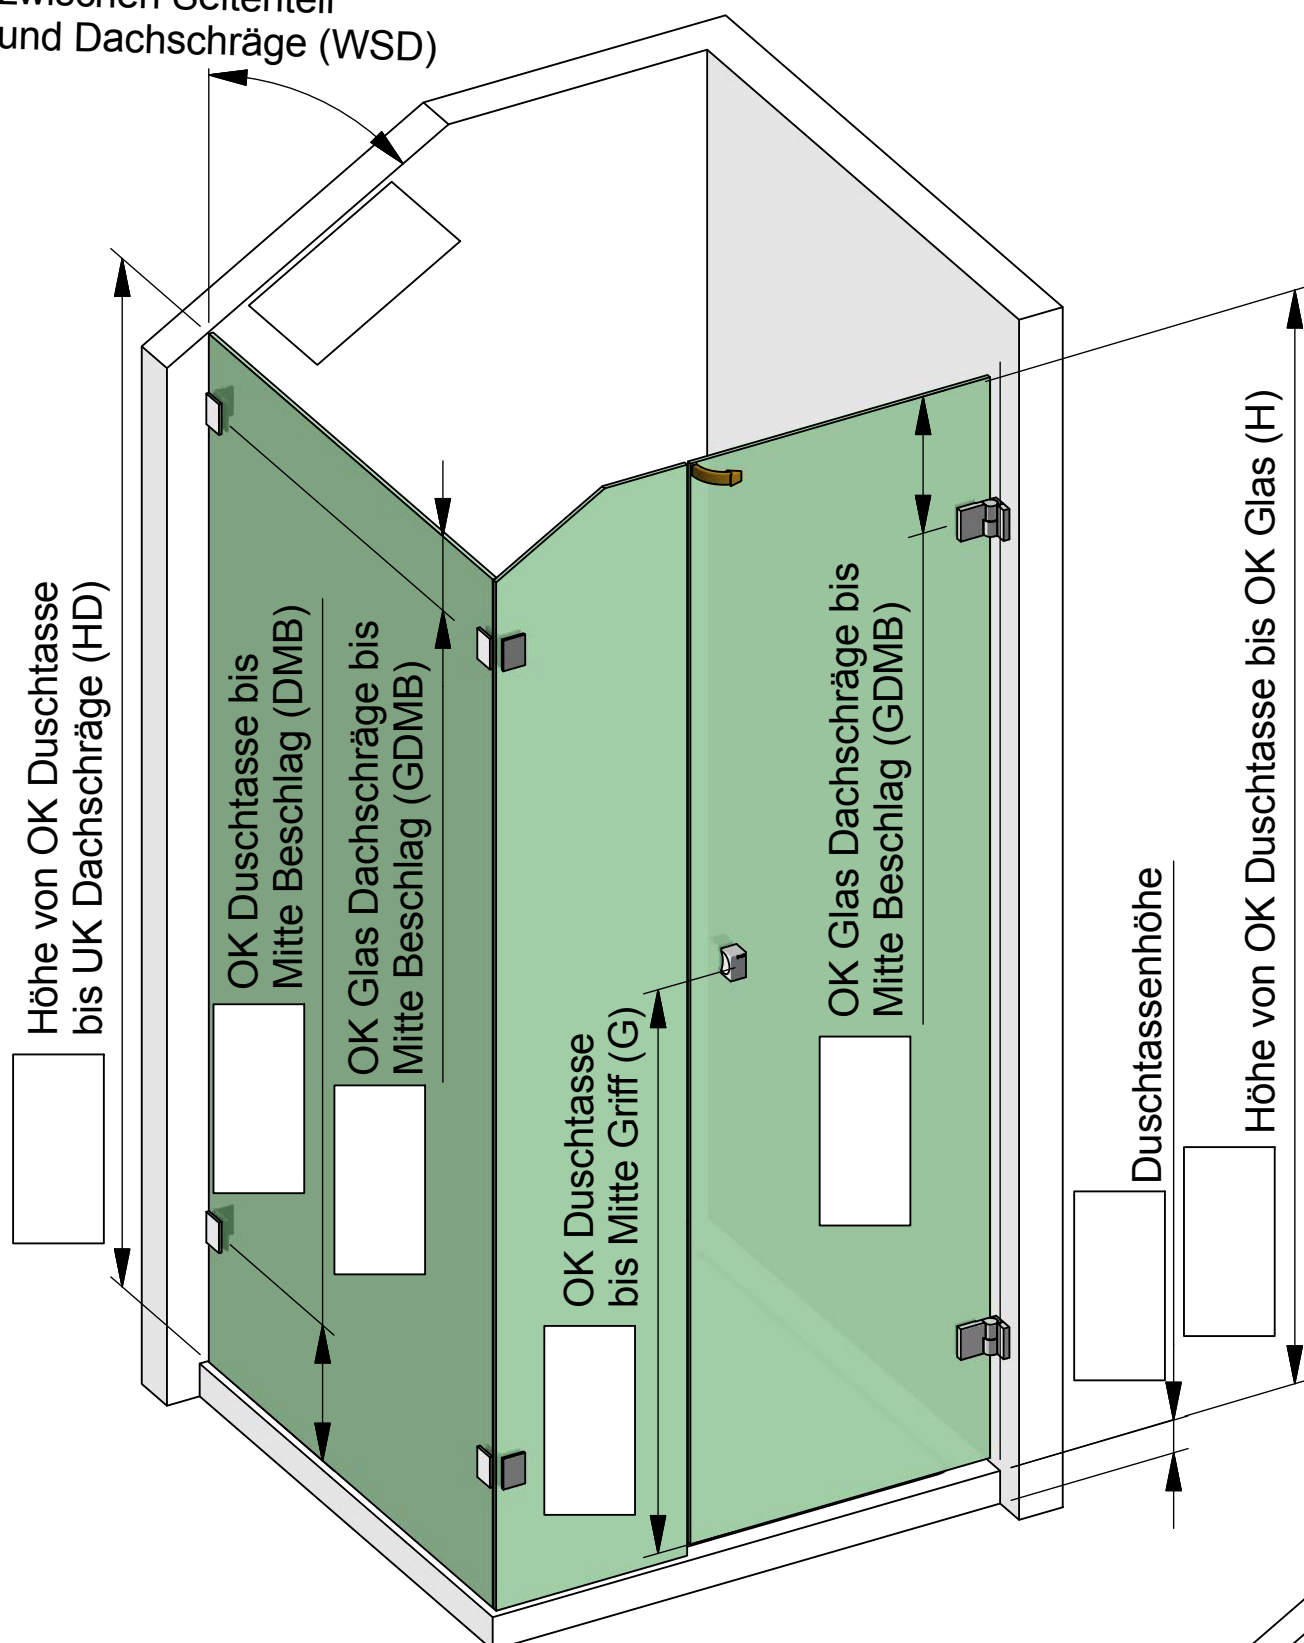 zwischen Seitenteil
und Dachschräge (WSD)
Höhe von OK Duschtasse
bis UK Dachschräge (HD)
OK Duschtasse bis
Mitte Beschlag (DMB)
OK Glas Dachschräge bis
Mitte Beschlag (GDMB)
OK Duschtasse
bis Mitte Griff (G)
OK Glas Dachschräge bis
Mitte Beschlag (GDMB)
Duschtassenhöhe
Höhe von OK Duschtasse bis OK Glas (H)